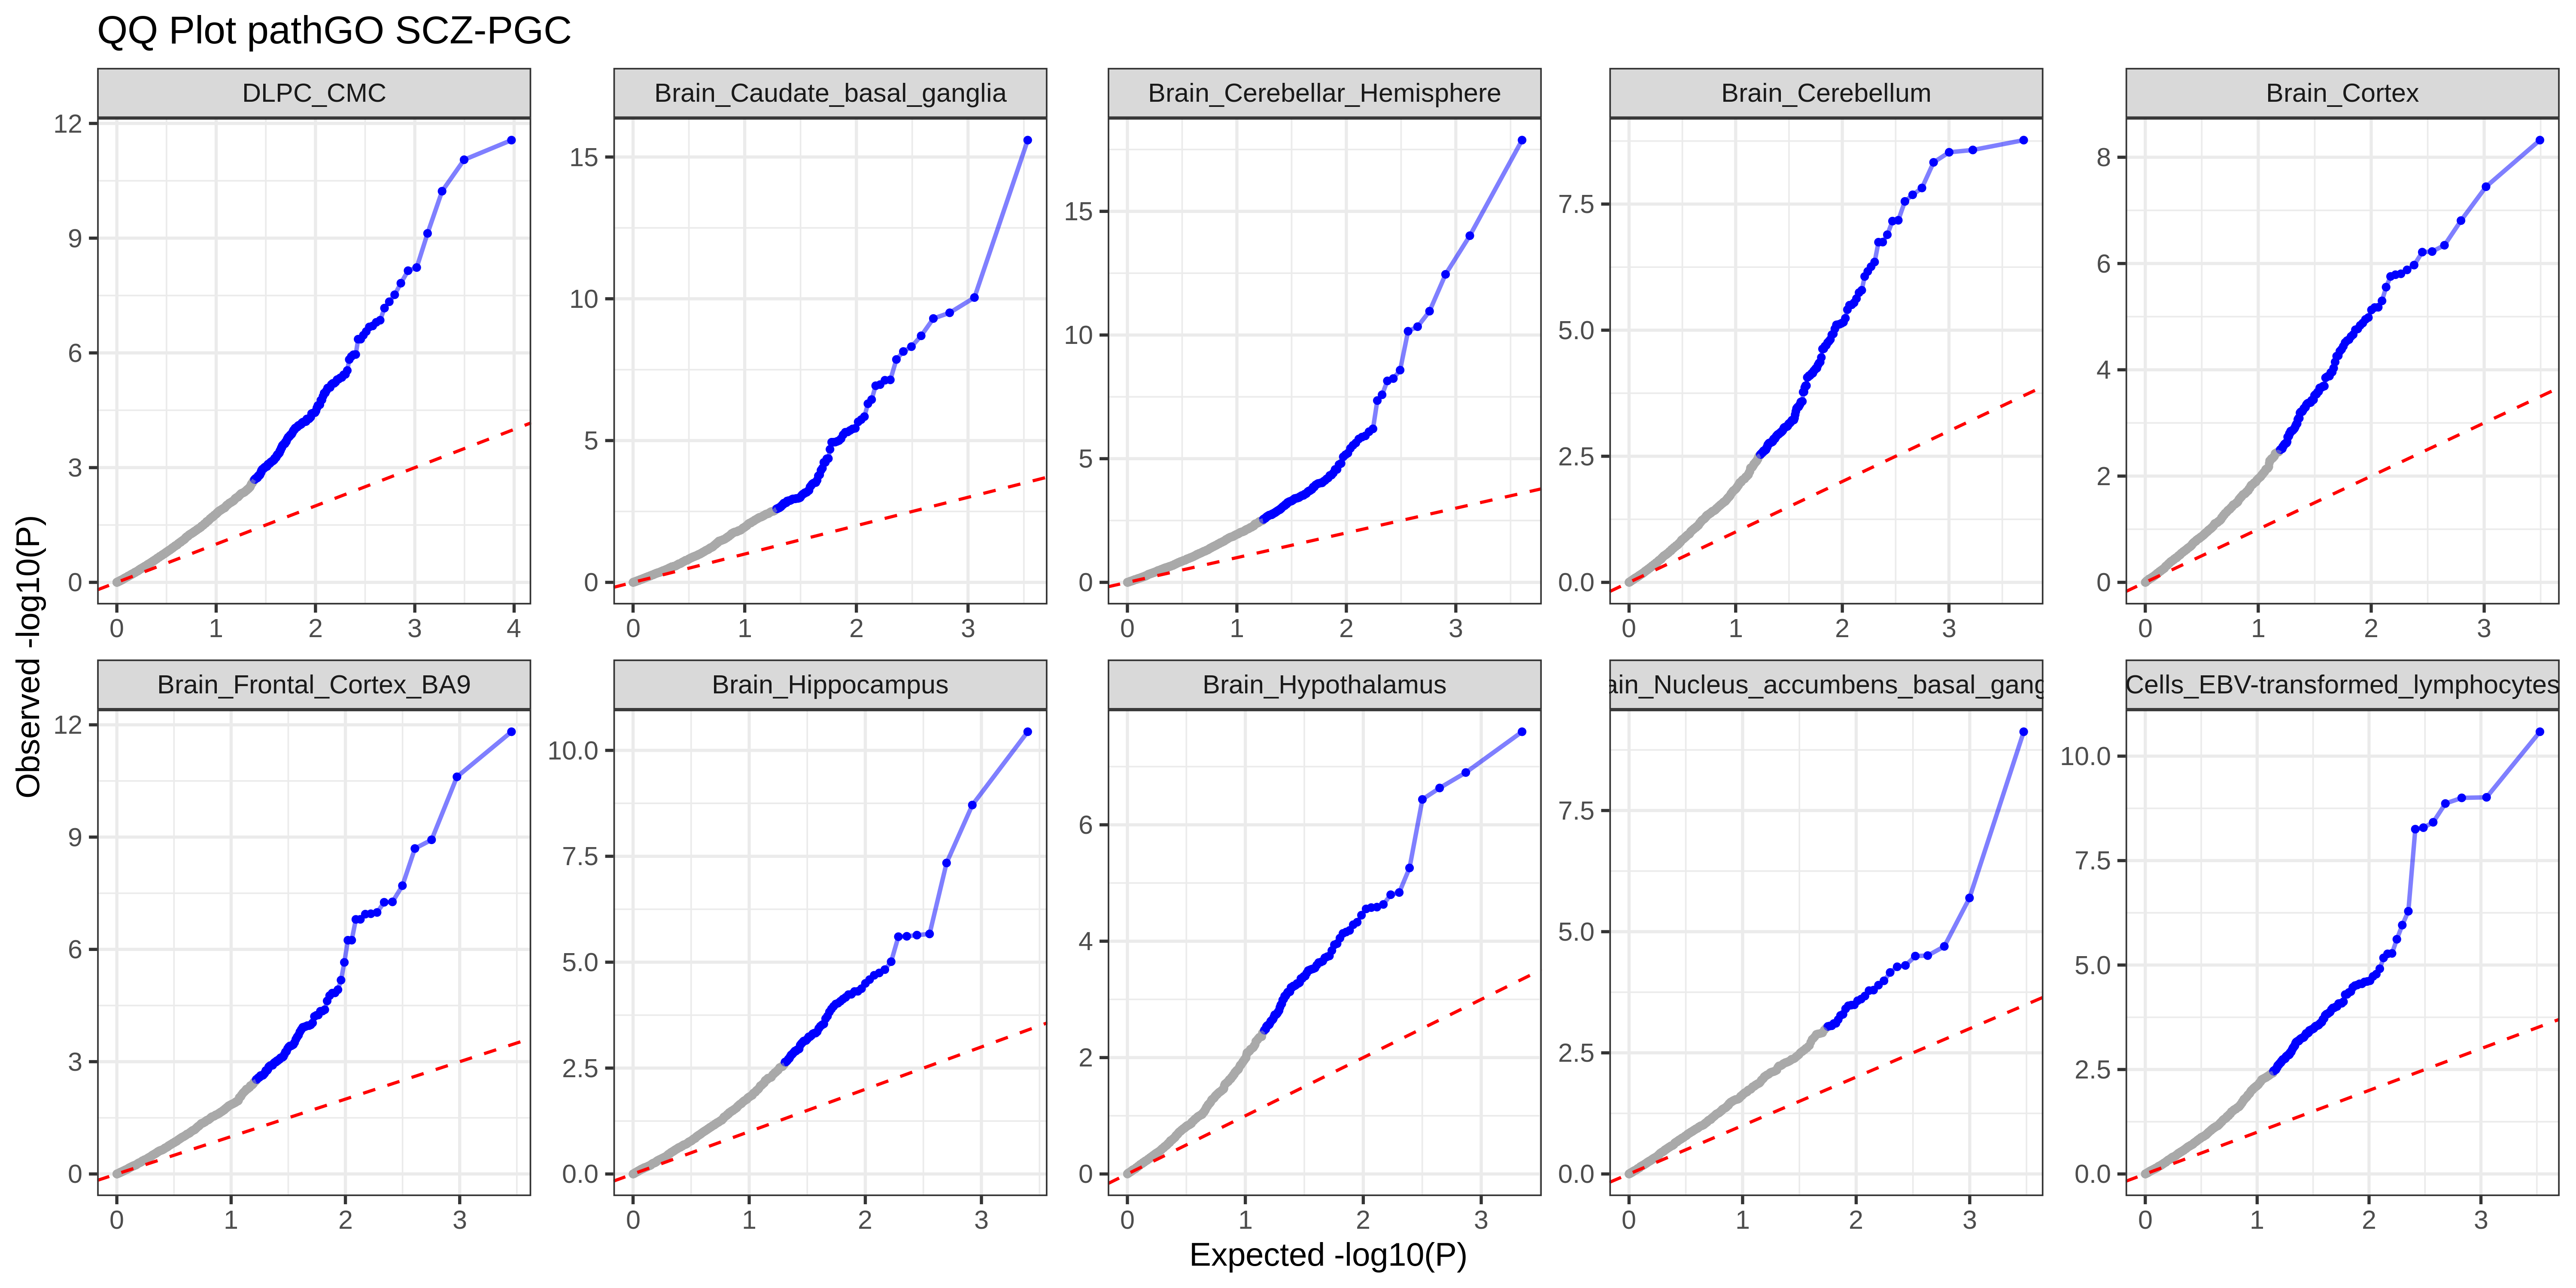 QQ Plot pathGO SCZ-PGC
DLPC_CMC
Brain_Caudate_basal_ganglia
Brain_Cerebellar_Hemisphere
Brain_Cerebellum
Brain_Cortex
12
9
6
3
0
0 1 2 3 4
15
10
5
0
0 1 2 3
15
10
5
0
0 1 2 3
7.5
5.0
2.5
0.0
0 1 2 3
8
6
4
2
0
0 1 2 3
Observed -log10(P)
Brain_Frontal_Cortex_BA9
Brain_Hippocampus
Brain_Hypothalamus
ain_Nucleus_accumbens_basal_gang
Cells_EBV-transformed_lymphocytes
12
9
6
3
0
0 1 2 3
10.0
7.5
5.0
2.5
0.0
0 1 2 3
6
4
2
0
0 1 2 3
7.5
5.0
2.5
0.0
0 1 2 3
10.0
7.5
5.0
2.5
0.0
0 1 2 3
Expected -log10(P)